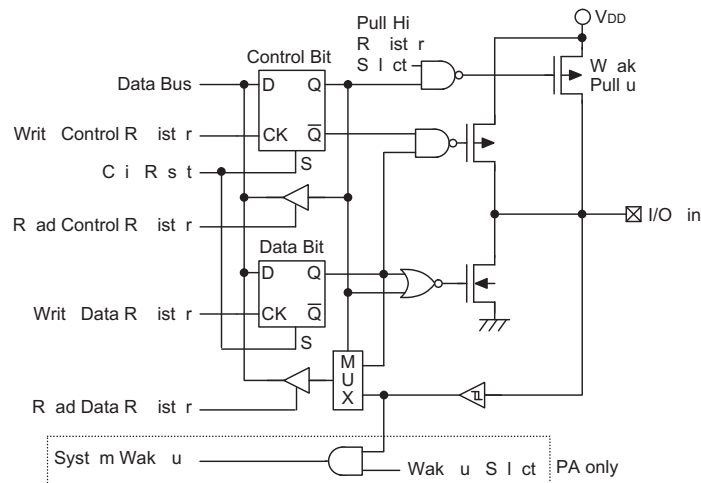 VDD
Pull Hi
R ist r
S l ct
Control Bit
W ak
Pull u
Data Bus
D Q
Writ Control R ist r
CK Q̅
C i R s t
S
R ad Control R ist r
I/O in
Data Bit
D Q
Writ Data R ist r
CK Q̅
S
M
U
X
R ad Data R ist r
Syst m Wak u
Wak u S l ct
PA only